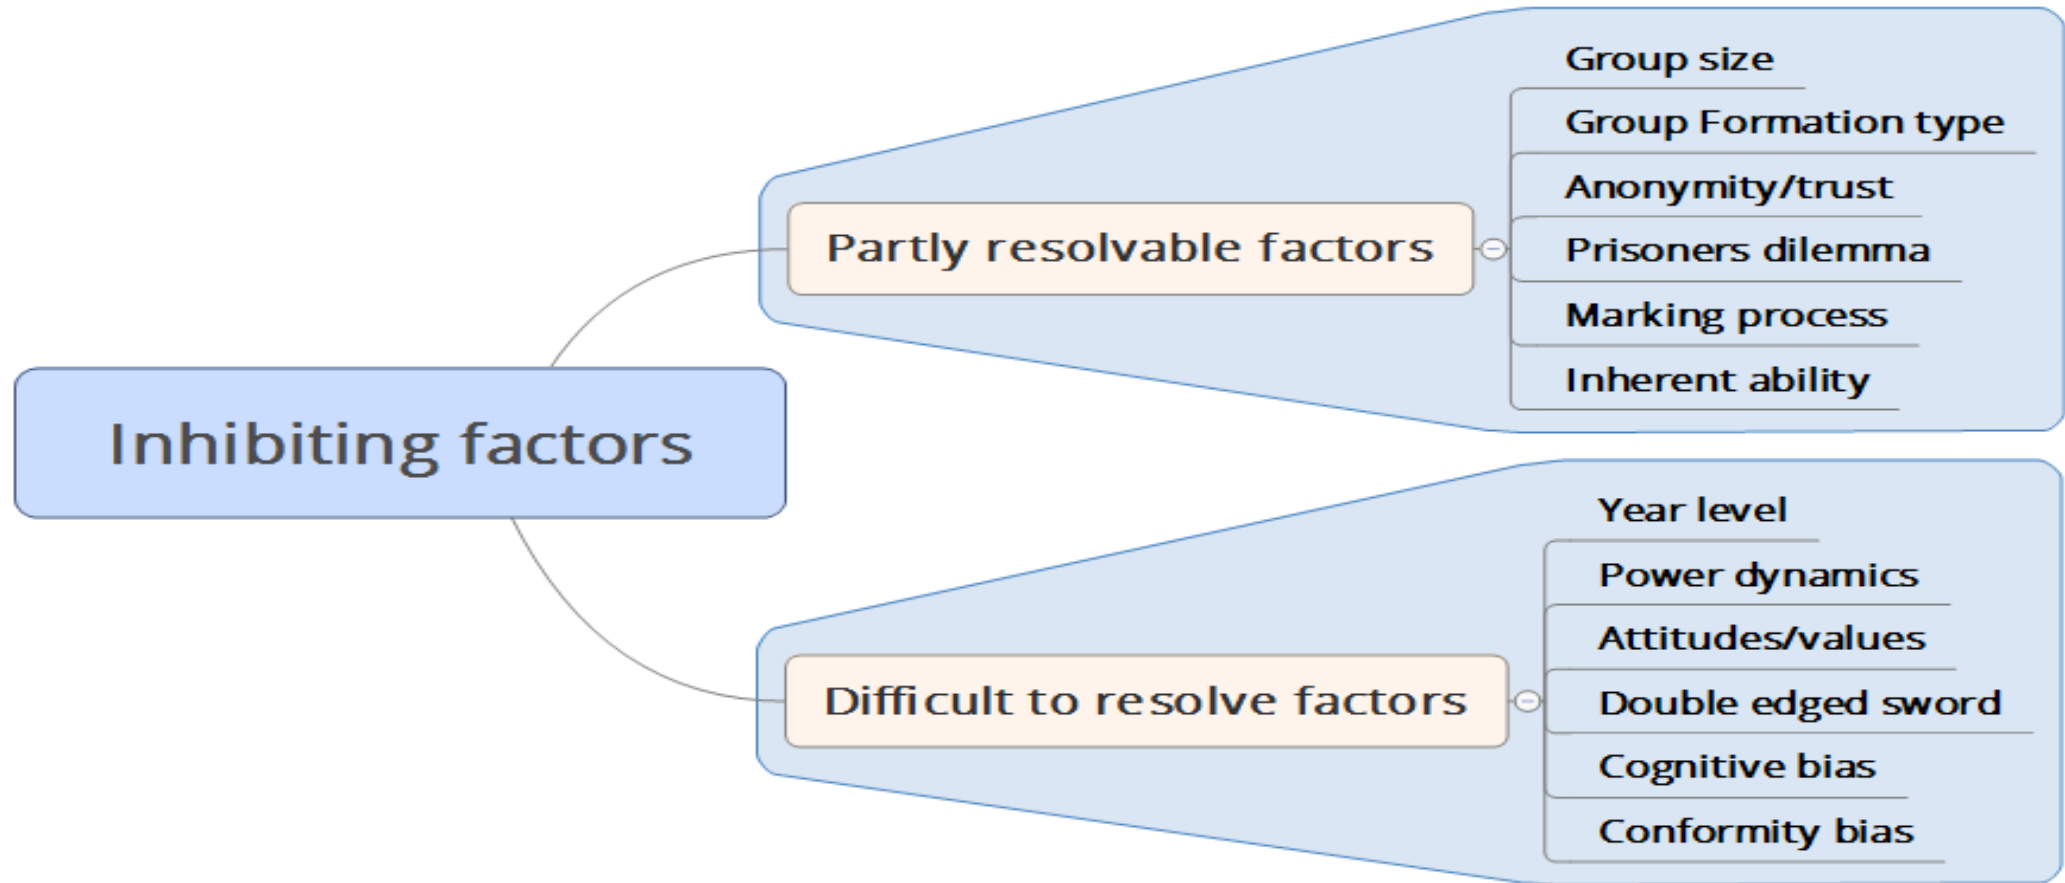 Inhibiting factors
Partly resolvable factors
Group size
Group Formation type
Anonymity/trust
Prisoners dilemma
Marking process
Inherent ability
Difficult to resolve factors
Year level
Power dynamics
Attitudes/values
Double edged sword
Cognitive bias
Conformity bias